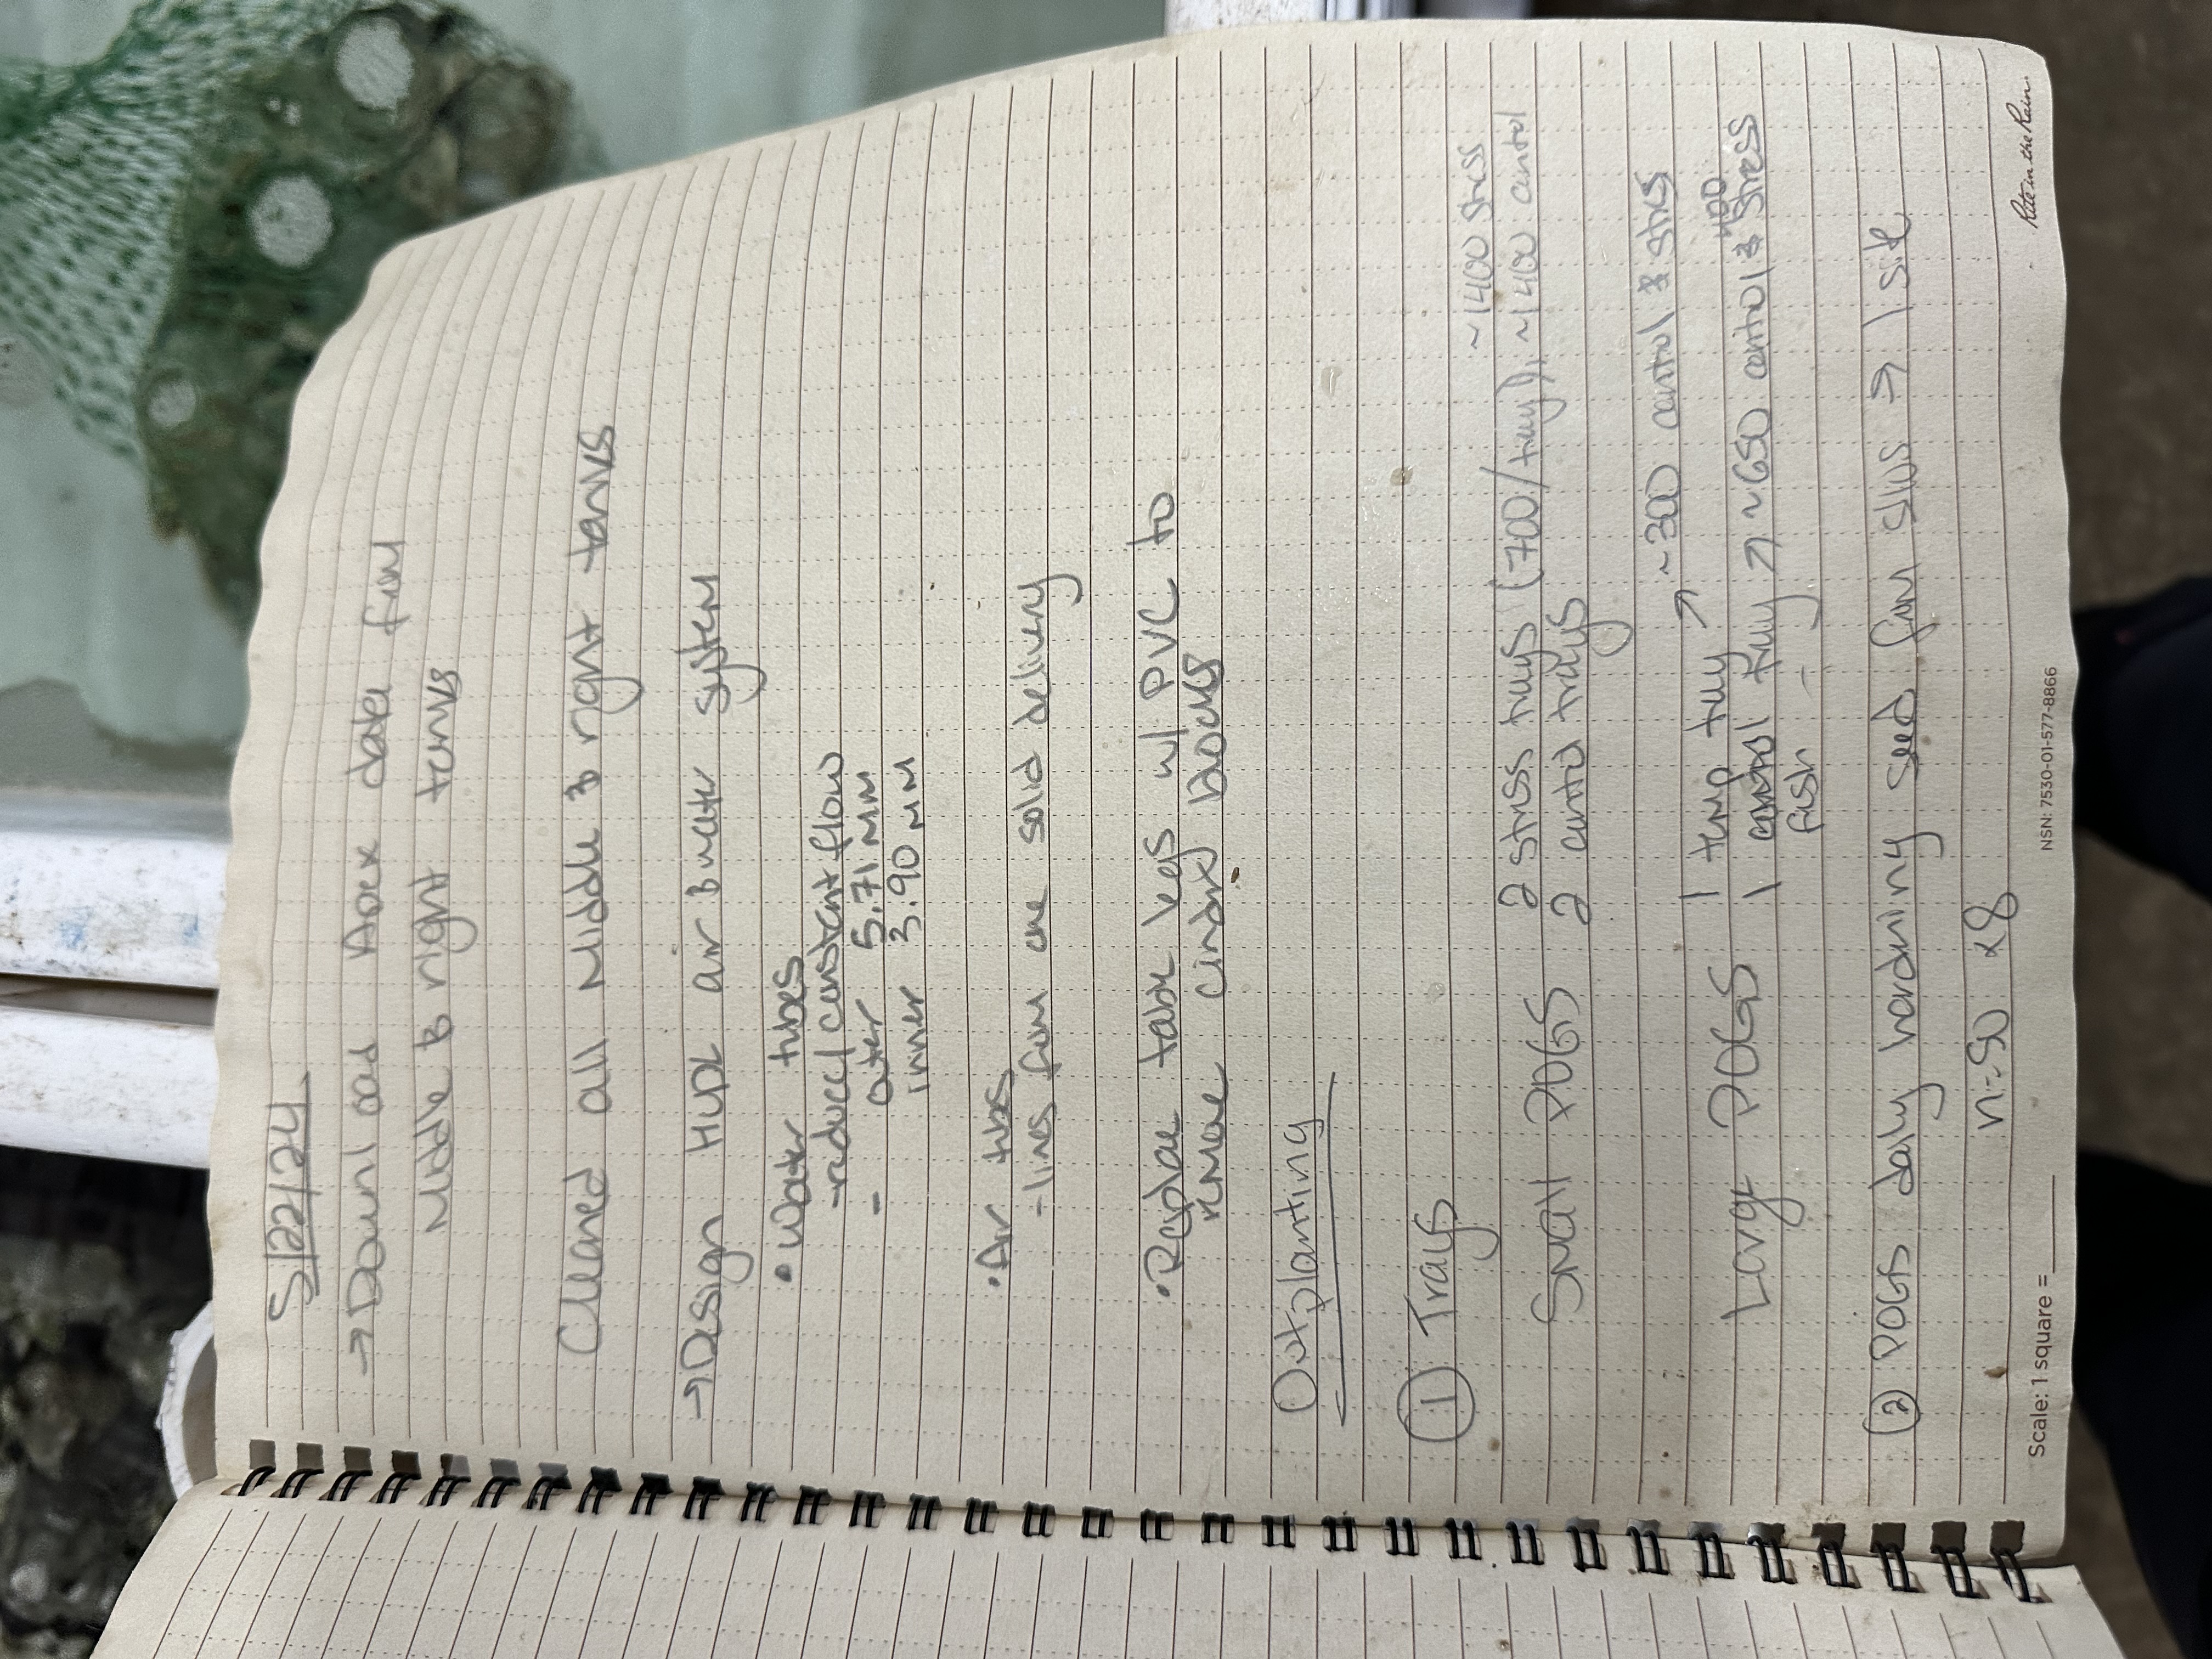 5/22/24
→ Download Apex data from
Middle & right tanks
Cleaned all Middle & right tanks
→ Design HUDL air & water system
• Water tubes
- reduced/constant flow
- outer 5.71 MM
inner 3.90 MM
• Air tubes
- lines from one solid delivery
• Replace table legs w/ PVC to
remove cinder blocks
Outplanting
① Trays
~1400 stress
Small POGS 2 stress trays (700/tray), ~1400 control
2 control trays
~300 control & stress
Large POGS 1 temp tray ↗
400
1 control tray ↗ ~650 control & stress
fish -
② POGS daily hardening seed from → 1 site
n=50 x8
Scale: 1 square =
NSN: 7530-01-577-8866
Rite in the Rain.